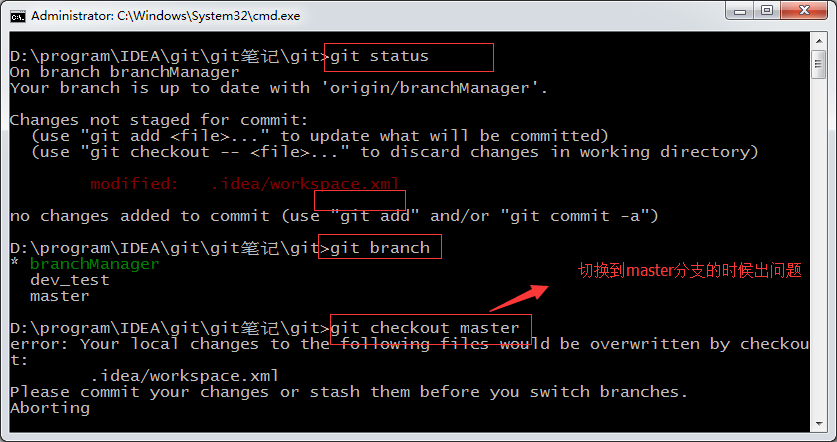 Administrator: C:\Windows\System32\cmd.exe
D:\program\IDEA\git\git笔记\git>git status
On branch branchManager
Your branch is up to date with 'origin/branchManager'.
Changes not staged for commit:
(use "git add <file>..." to update what will be committed)
(use "git checkout -- <file>..." to discard changes in working directory)
modified: .idea/workspace.xml
no changes added to commit (use "git add" and/or "git commit -a")
D:\program\IDEA\git\git笔记\git>git branch
* branchManager
dev_test
master
切换到master分支的时候出问题
D:\program\IDEA\git\git笔记\git>git checkout master
error: Your local changes to the following files would be overwritten by checkou
t:
.idea/workspace.xml
Please commit your changes or stash them before you switch branches.
Aborting